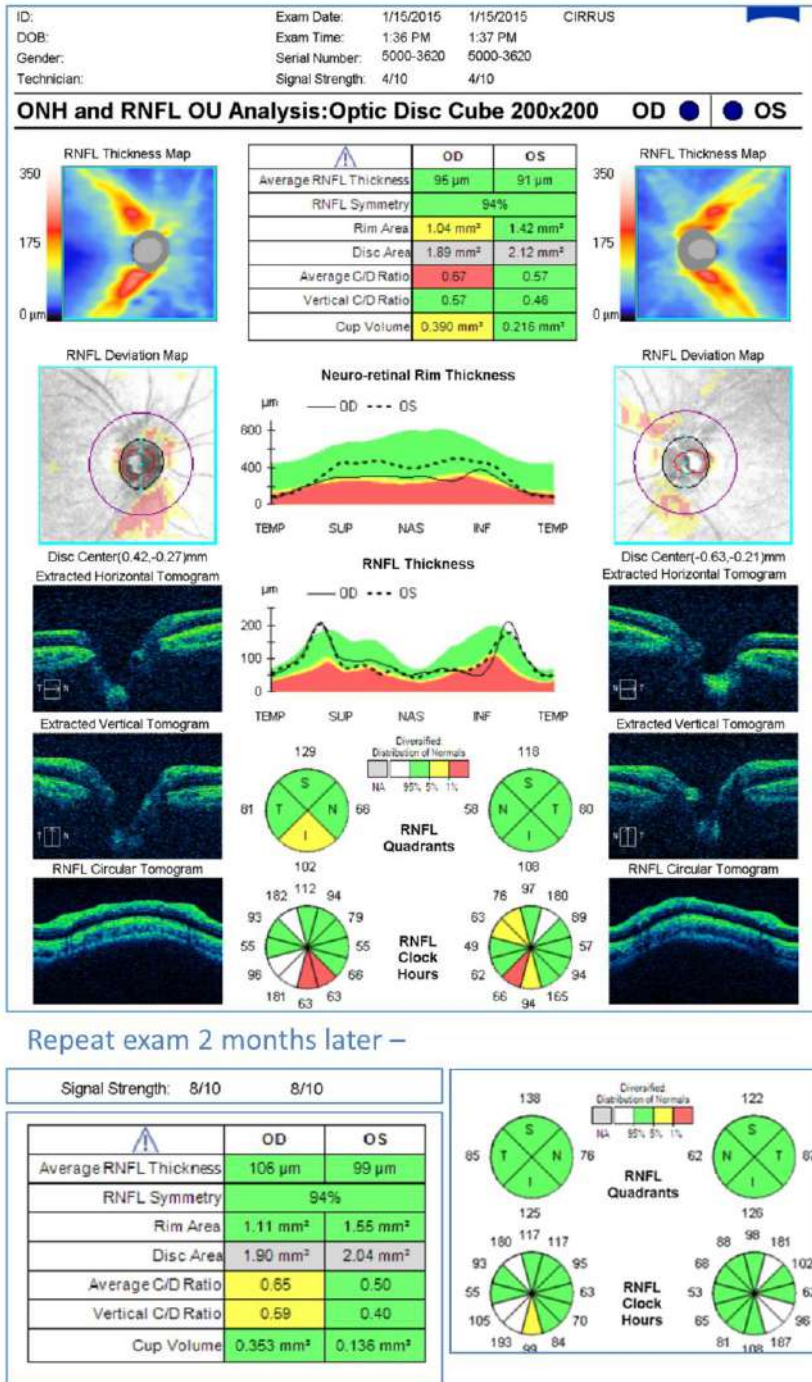 ID: Exam Date: 1/15/2015 1/15/2015 CIRRUS
DOB: Exam Time: 1:36 PM 1:37 PM
Gender: Serial Number: 5000-3620 5000-3620
Technician: Signal Strength: 4/10 4/10
ONH and RNFL OU Analysis:Optic Disc Cube 200x200 OD OS
RNFL Thickness Map
350
175
0 µm
OD OS
Average RNFL Thickness 96 µm 91 µm
RNFL Symmetry 94%
Rim Area 1.04 mm² 1.42 mm²
Disc Area 1.89 mm² 2.12 mm²
Average C/D Ratio 0.67 0.57
Vertical C/D Ratio 0.57 0.46
Cup Volume 0.390 mm³ 0.216 mm³
RNFL Thickness Map
350
175
0 µm
RNFL Deviation Map
Disc Center(0.42,-0.27)mm
Neuro-retinal Rim Thickness
µm OD OS
800
400
0
TEMP SUP NAS INF TEMP
RNFL Deviation Map
Disc Center(-0.63,-0.21)mm
Extracted Horizontal Tomogram
T N
RNFL Thickness
µm OD OS
200
100
0
TEMP SUP NAS INF TEMP
Extracted Horizontal Tomogram
N T
Extracted Vertical Tomogram
T N
Diversified
Distribution of Normals
NA 95% 5% 1%
129
S
81 T N 68
I
102
RNFL
Quadrants
118
S
58 N T 80
I
108
Extracted Vertical Tomogram
N T
RNFL Circular Tomogram
182 112 94
93 79
55 55
96 66
181 63 63
RNFL
Clock
Hours
76 97 180
63 89
49 57
62 94
66 94 165
RNFL Circular Tomogram
Repeat exam 2 months later –
Signal Strength: 8/10 8/10
OD OS
Average RNFL Thickness 106 µm 99 µm
RNFL Symmetry 94%
Rim Area 1.11 mm² 1.55 mm²
Disc Area 1.90 mm² 2.04 mm²
Average C/D Ratio 0.65 0.50
Vertical C/D Ratio 0.59 0.40
Cup Volume 0.353 mm³ 0.136 mm³
Diversified
Distribution of Normals
NA 95% 5% 1%
138
S
85 T N 76
I
125
RNFL
Quadrants
122
S
62 N T
I
126
180 117 117
93 95
55 63
105 70
193 99 84
RNFL
Clock
Hours
88 98 181
68 102
53
65 96
81 108 187